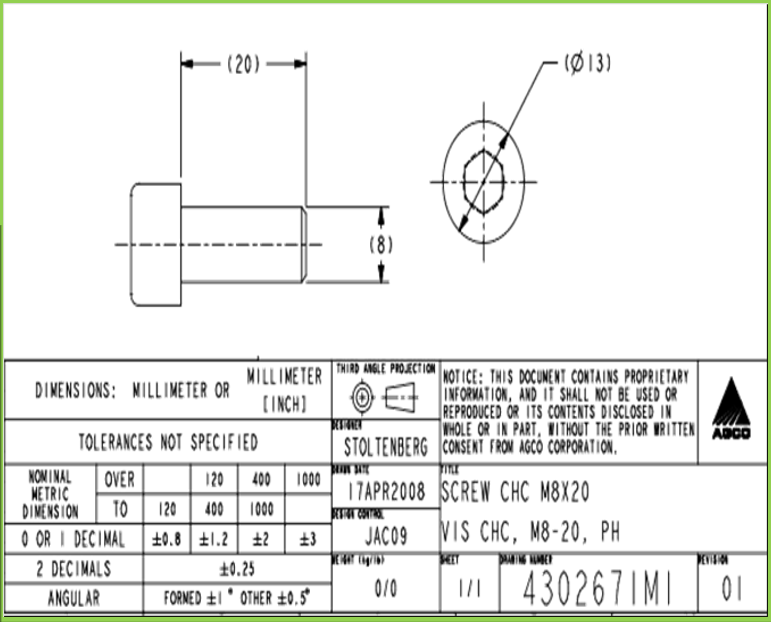 (20)
(Ø13)
(8)
DIMENSIONS: MILLIMETER OR MILLIMETER
[INCH]
TOLERANCES NOT SPECIFIED
NOMINAL METRIC DIMENSION
OVER 120 400 1000
TO 120 400 1000
0 OR 1 DECIMAL ±0.8 ±1.2 ±2 ±3
2 DECIMALS ±0.25
ANGULAR FORMED ±1° OTHER ±0.5°
THIRD ANGLE PROJECTION
DESIGNER
STOLTENBERG
DRAWN DATE
17APR2008
DESIGN CONTROL
JAC09
WEIGHT (kg/lb)
0/0
NOTICE: THIS DOCUMENT CONTAINS PROPRIETARY
INFORMATION, AND IT SHALL NOT BE USED OR
REPRODUCED OR ITS CONTENTS DISCLOSED IN
WHOLE OR IN PART, WITHOUT THE PRIOR WRITTEN
CONSENT FROM AGCO CORPORATION.
AGCO
TITLE
SCREW CHC M8X20
VIS CHC, M8-20, PH
SHEET
1/1
DRAWING NUMBER
4302671M1
REVISION
01